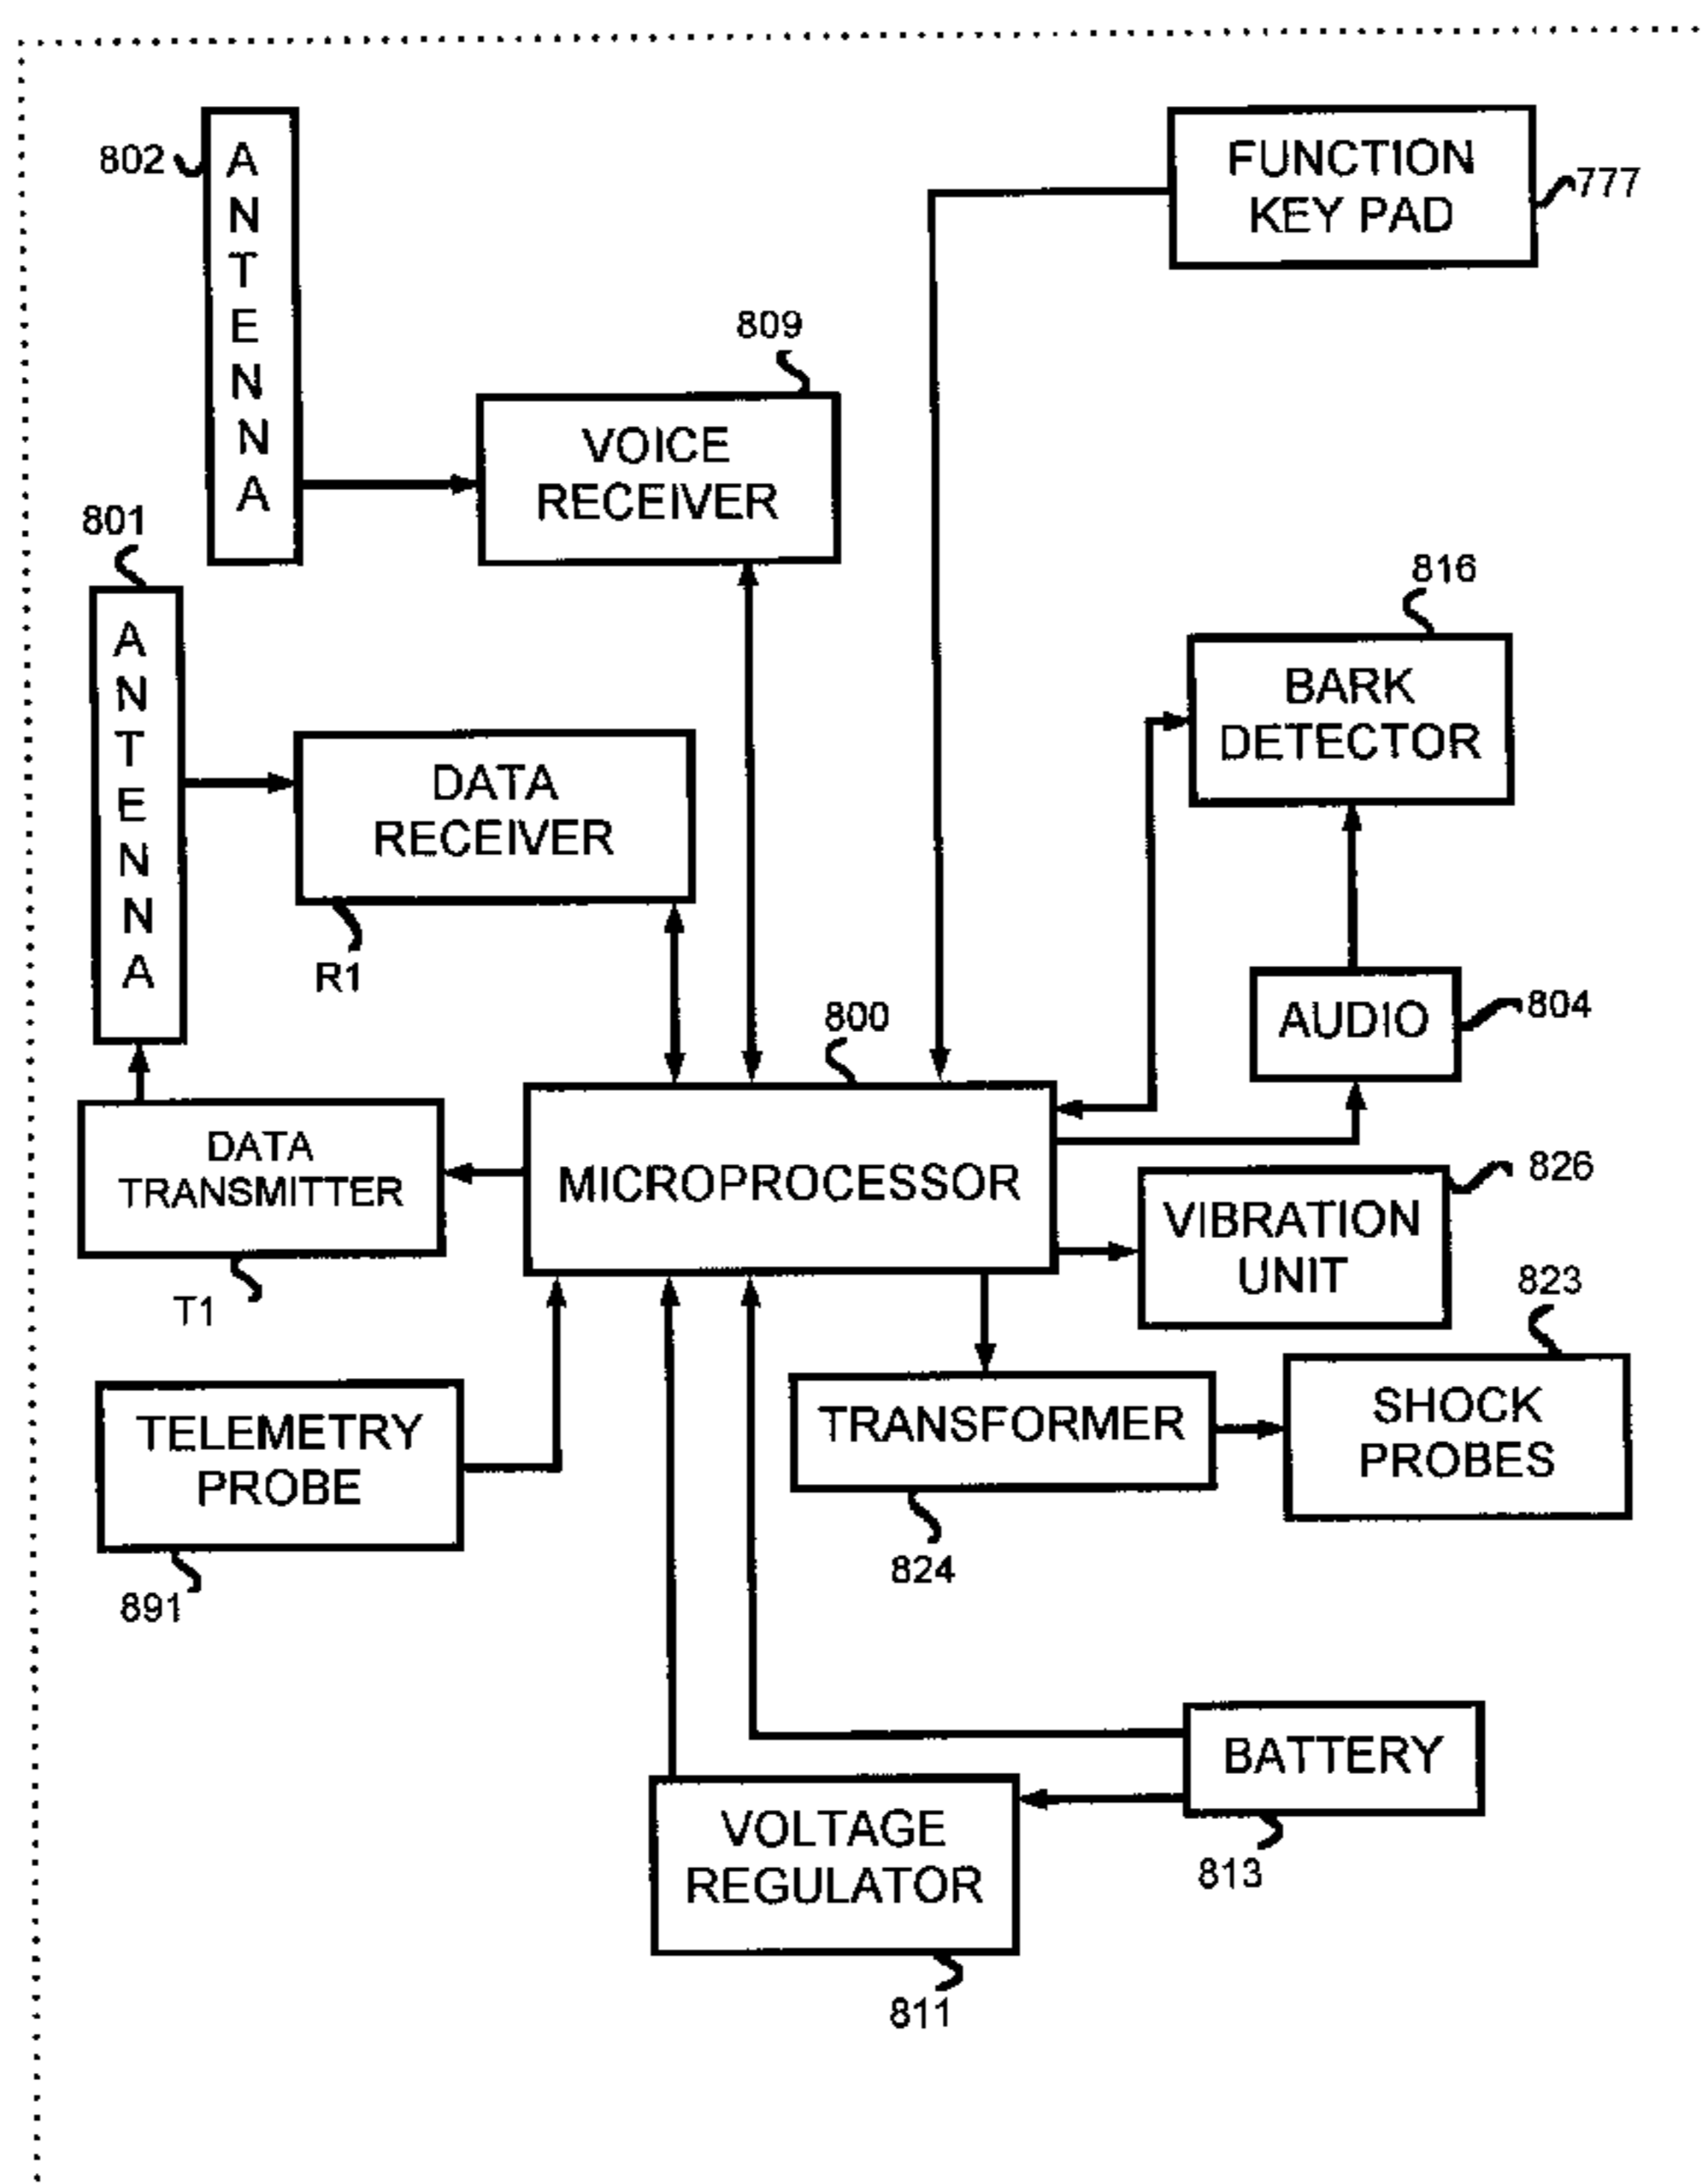 802
ANTENNA
FUNCTION
KEY PAD
777
809
VOICE
RECEIVER
801
ANTENNA
816
BARK
DETECTOR
DATA
RECEIVER
R1
800
AUDIO
804
DATA
TRANSMITTER
T1
MICROPROCESSOR
826
VIBRATION
UNIT
823
SHOCK
PROBES
TRANSFORMER
824
TELEMETRY
PROBE
891
BATTERY
813
VOLTAGE
REGULATOR
811